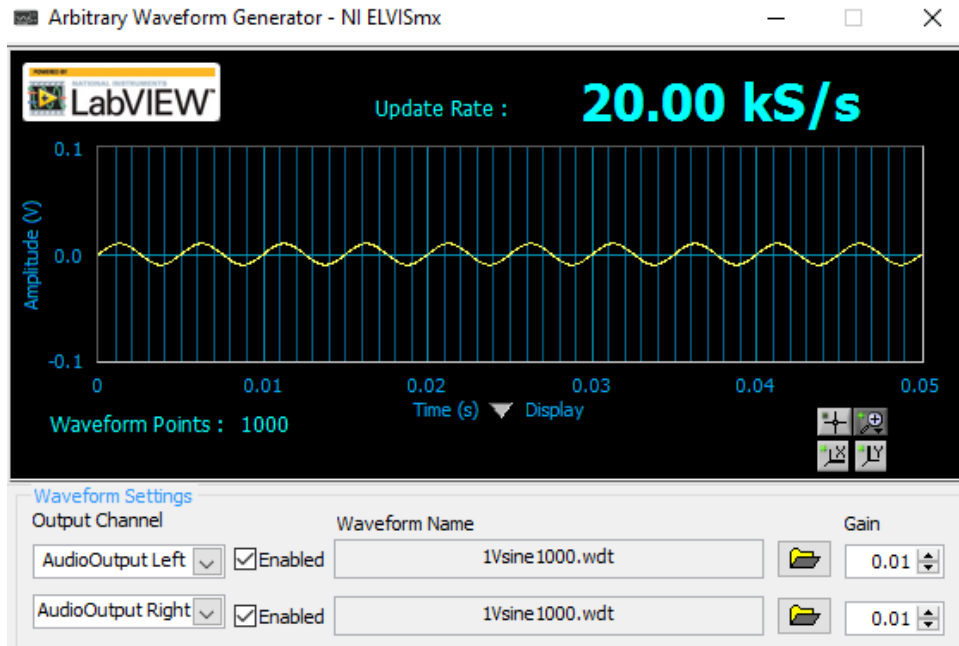 Arbitrary Waveform Generator - NI ELVISmx
POWERED BY
NATIONAL INSTRUMENTS
LabVIEW™
Update Rate : 20.00 kS/s
0.1
0.0
-0.1
Amplitude (V)
0 0.01 0.02 0.03 0.04 0.05
Time (s) Display
Waveform Points : 1000
X Y
Waveform Settings
Output Channel Waveform Name Gain
AudioOutput Left Enabled 1Vsine1000.wdt 0.01
AudioOutput Right Enabled 1Vsine1000.wdt 0.01